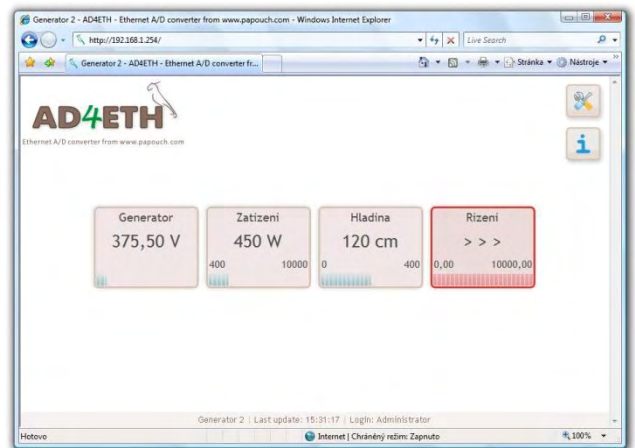 Generator 2 - AD4ETH - Ethernet A/D converter from www.papouch.com - Windows Internet Explorer
http://192.168.1.254/
Live Search
Generator 2 - AD4ETH - Ethernet A/D converter fr...
Stránka
Nástroje
AD4ETH
Ethernet A/D converter from www.papouch.com
i
Generator
375,50 V
Zatizeni
450 W
400 10000
Hladina
120 cm
0 400
Rizeni
> > >
0,00 10000,00
Generator 2 | Last update: 15:31:17 | Login: Administrator
Hotovo
Internet | Chráněný režim: Zapnuto
100%